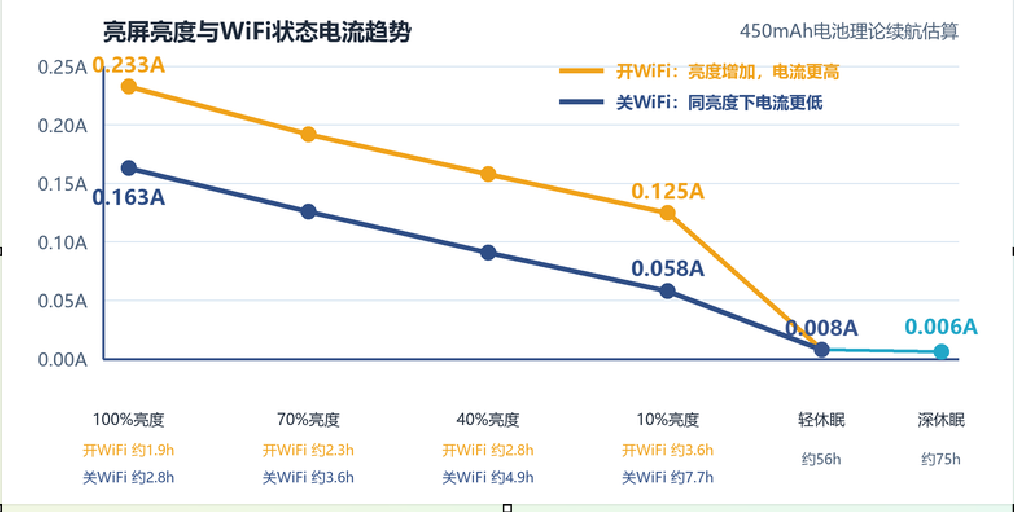 亮屏亮度与WiFi状态电流趋势
450mAh电池理论续航估算
开WiFi：亮度增加，电流更高
关WiFi：同亮度下电流更低
0.25A
0.20A
0.15A
0.10A
0.05A
0.00A
0.233A
0.163A
0.125A
0.058A
0.008A
0.006A
100%亮度
70%亮度
40%亮度
10%亮度
轻休眠
深休眠
开WiFi 约1.9h
开WiFi 约2.3h
开WiFi 约2.8h
开WiFi 约3.6h
约56h
约75h
关WiFi 约2.8h
关WiFi 约3.6h
关WiFi 约4.9h
关WiFi 约7.7h